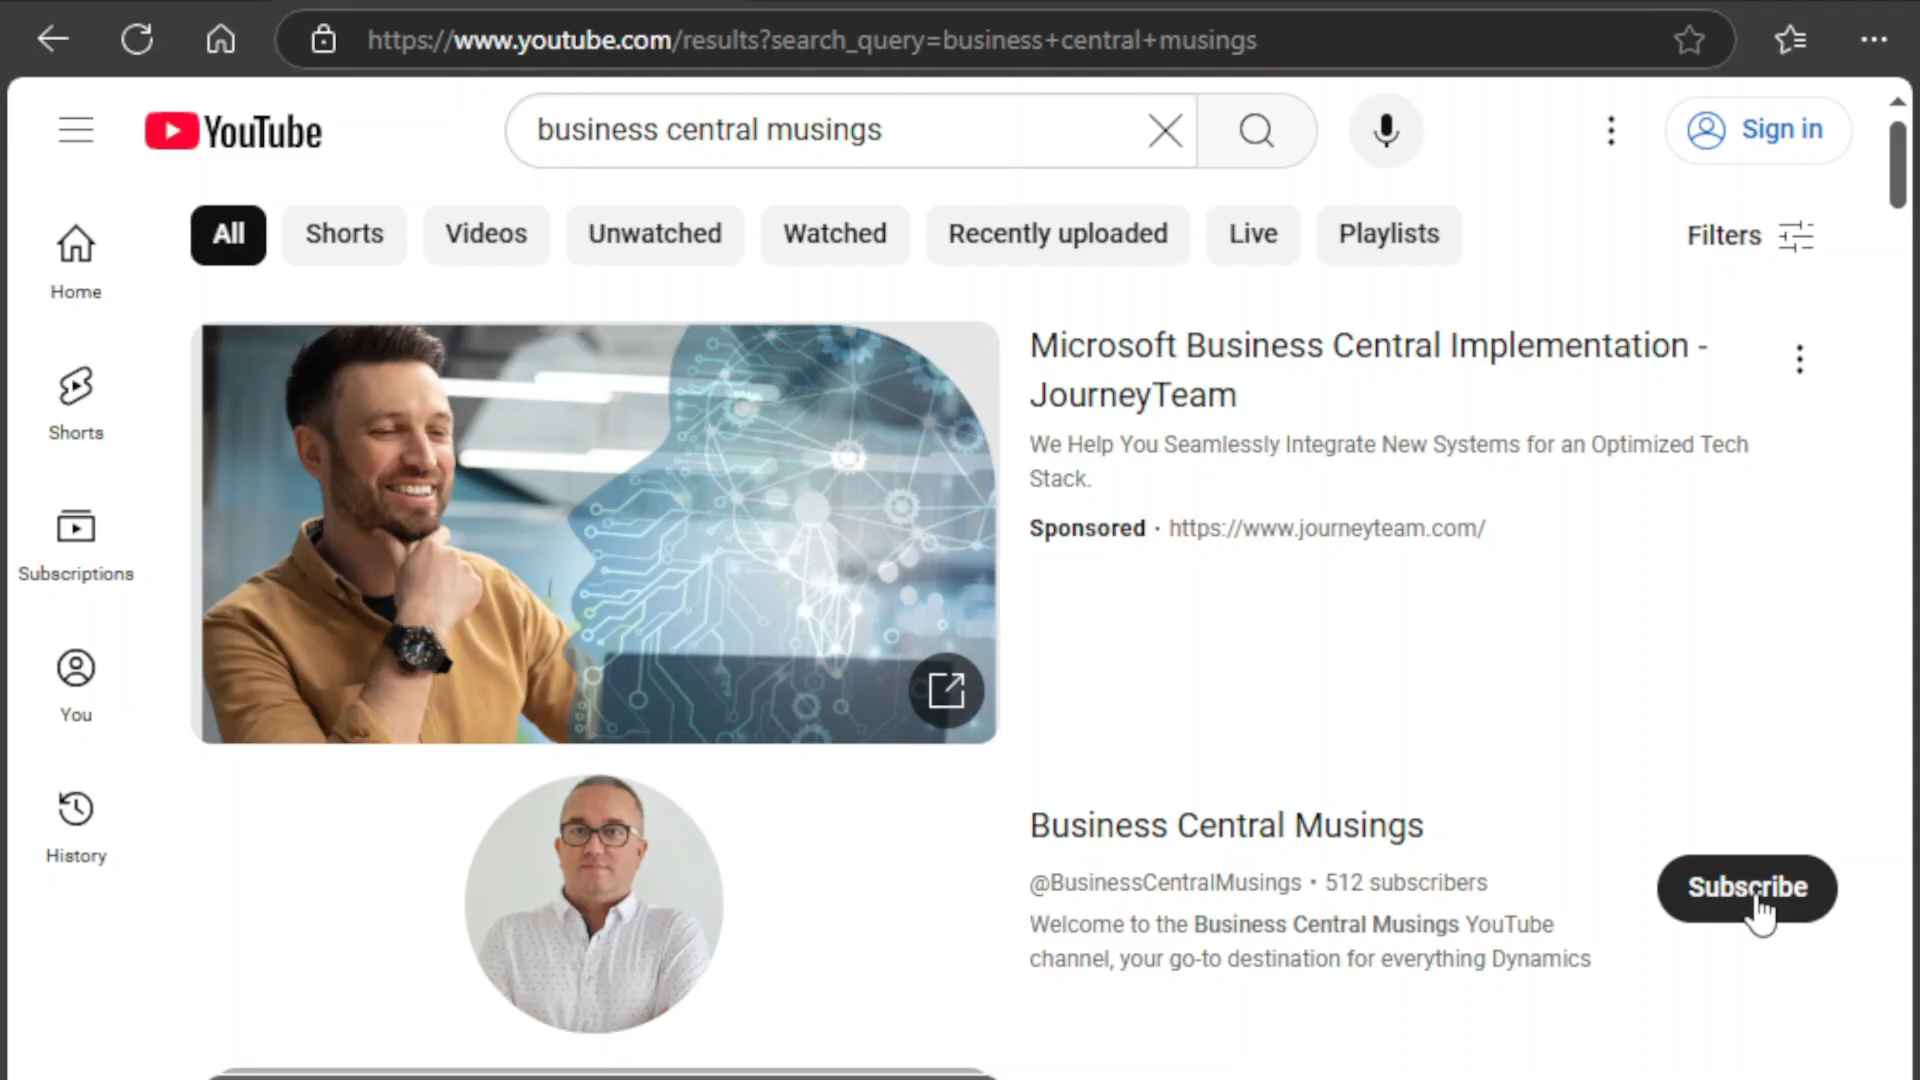 https://www.youtube.com/results?search_query=business+central+musings
YouTube
business central musings
Sign in
All
Shorts
Videos
Unwatched
Watched
Recently uploaded
Live
Playlists
Filters
Home
Shorts
Subscriptions
You
History
Microsoft Business Central Implementation -
JourneyTeam
We Help You Seamlessly Integrate New Systems for an Optimized Tech
Stack.
Sponsored · https://www.journeyteam.com/
Business Central Musings
@BusinessCentralMusings • 512 subscribers
Welcome to the Business Central Musings YouTube
channel, your go-to destination for everything Dynamics
Subscribe